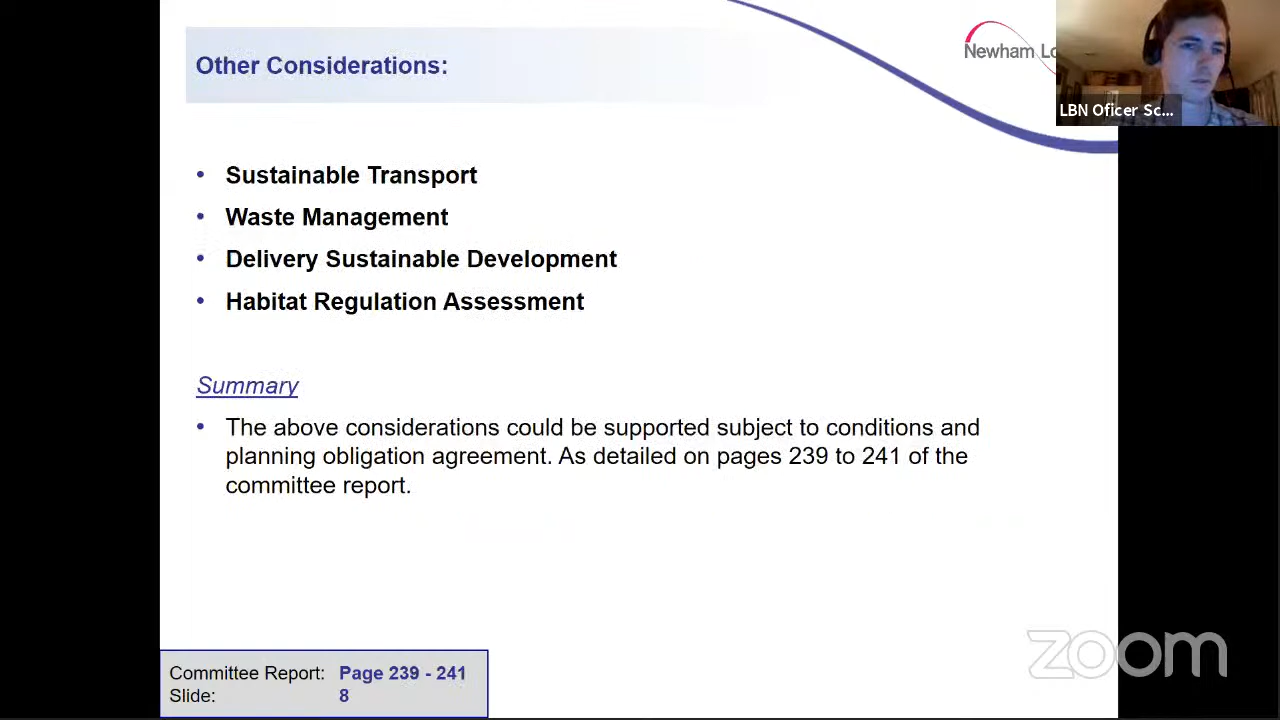 Other Considerations:
Newham Lo
LBN Oficer Sc...
• Sustainable Transport
• Waste Management
• Delivery Sustainable Development
• Habitat Regulation Assessment
Summary
• The above considerations could be supported subject to conditions and
planning obligation agreement. As detailed on pages 239 to 241 of the
committee report.
Committee Report: Page 239 - 241
Slide: 8
zoom